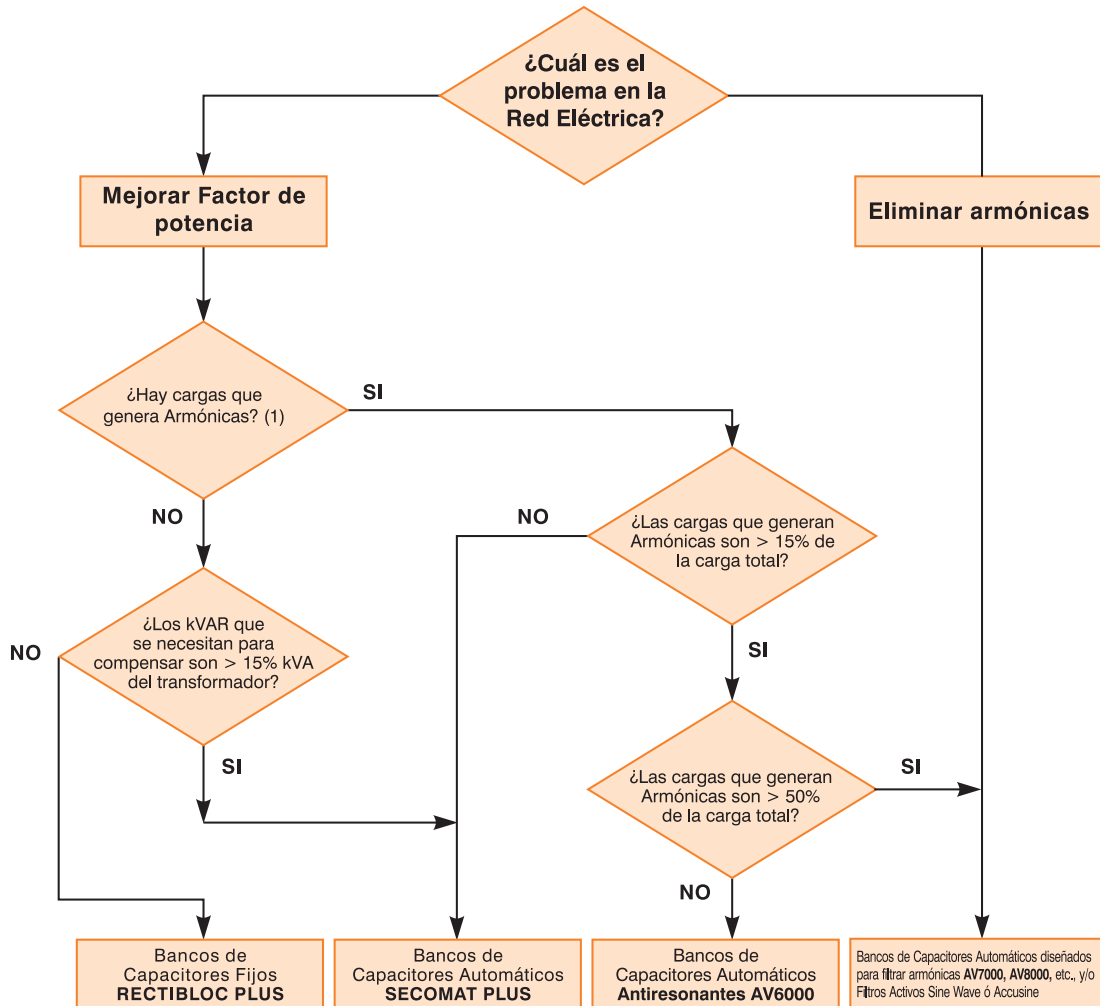 ¿Cuál es el
problema en la
Red Eléctrica?
Mejorar Factor de
potencia
Eliminar armónicas
¿Hay cargas que
genera Armónicas? (1)
SI
NO
NO
¿Las cargas que generan
Armónicas son > 15% de
la carga total?
¿Los kVAR que
se necesitan para
compensar son > 15% kVA
del transformador?
NO
SI
SI
¿Las cargas que generan
Armónicas son > 50%
de la carga total?
SI
NO
Bancos de
Capacitores Fijos
RECTIBLOC PLUS
Bancos de
Capacitores Automáticos
SECOMAT PLUS
Bancos de
Capacitores Automáticos
Antiresonantes AV6000
Bancos de Capacitores Automáticos diseñados
para filtrar armónicas AV7000, AV8000, etc., y/o
Filtros Activos Sine Wave ó Accusine